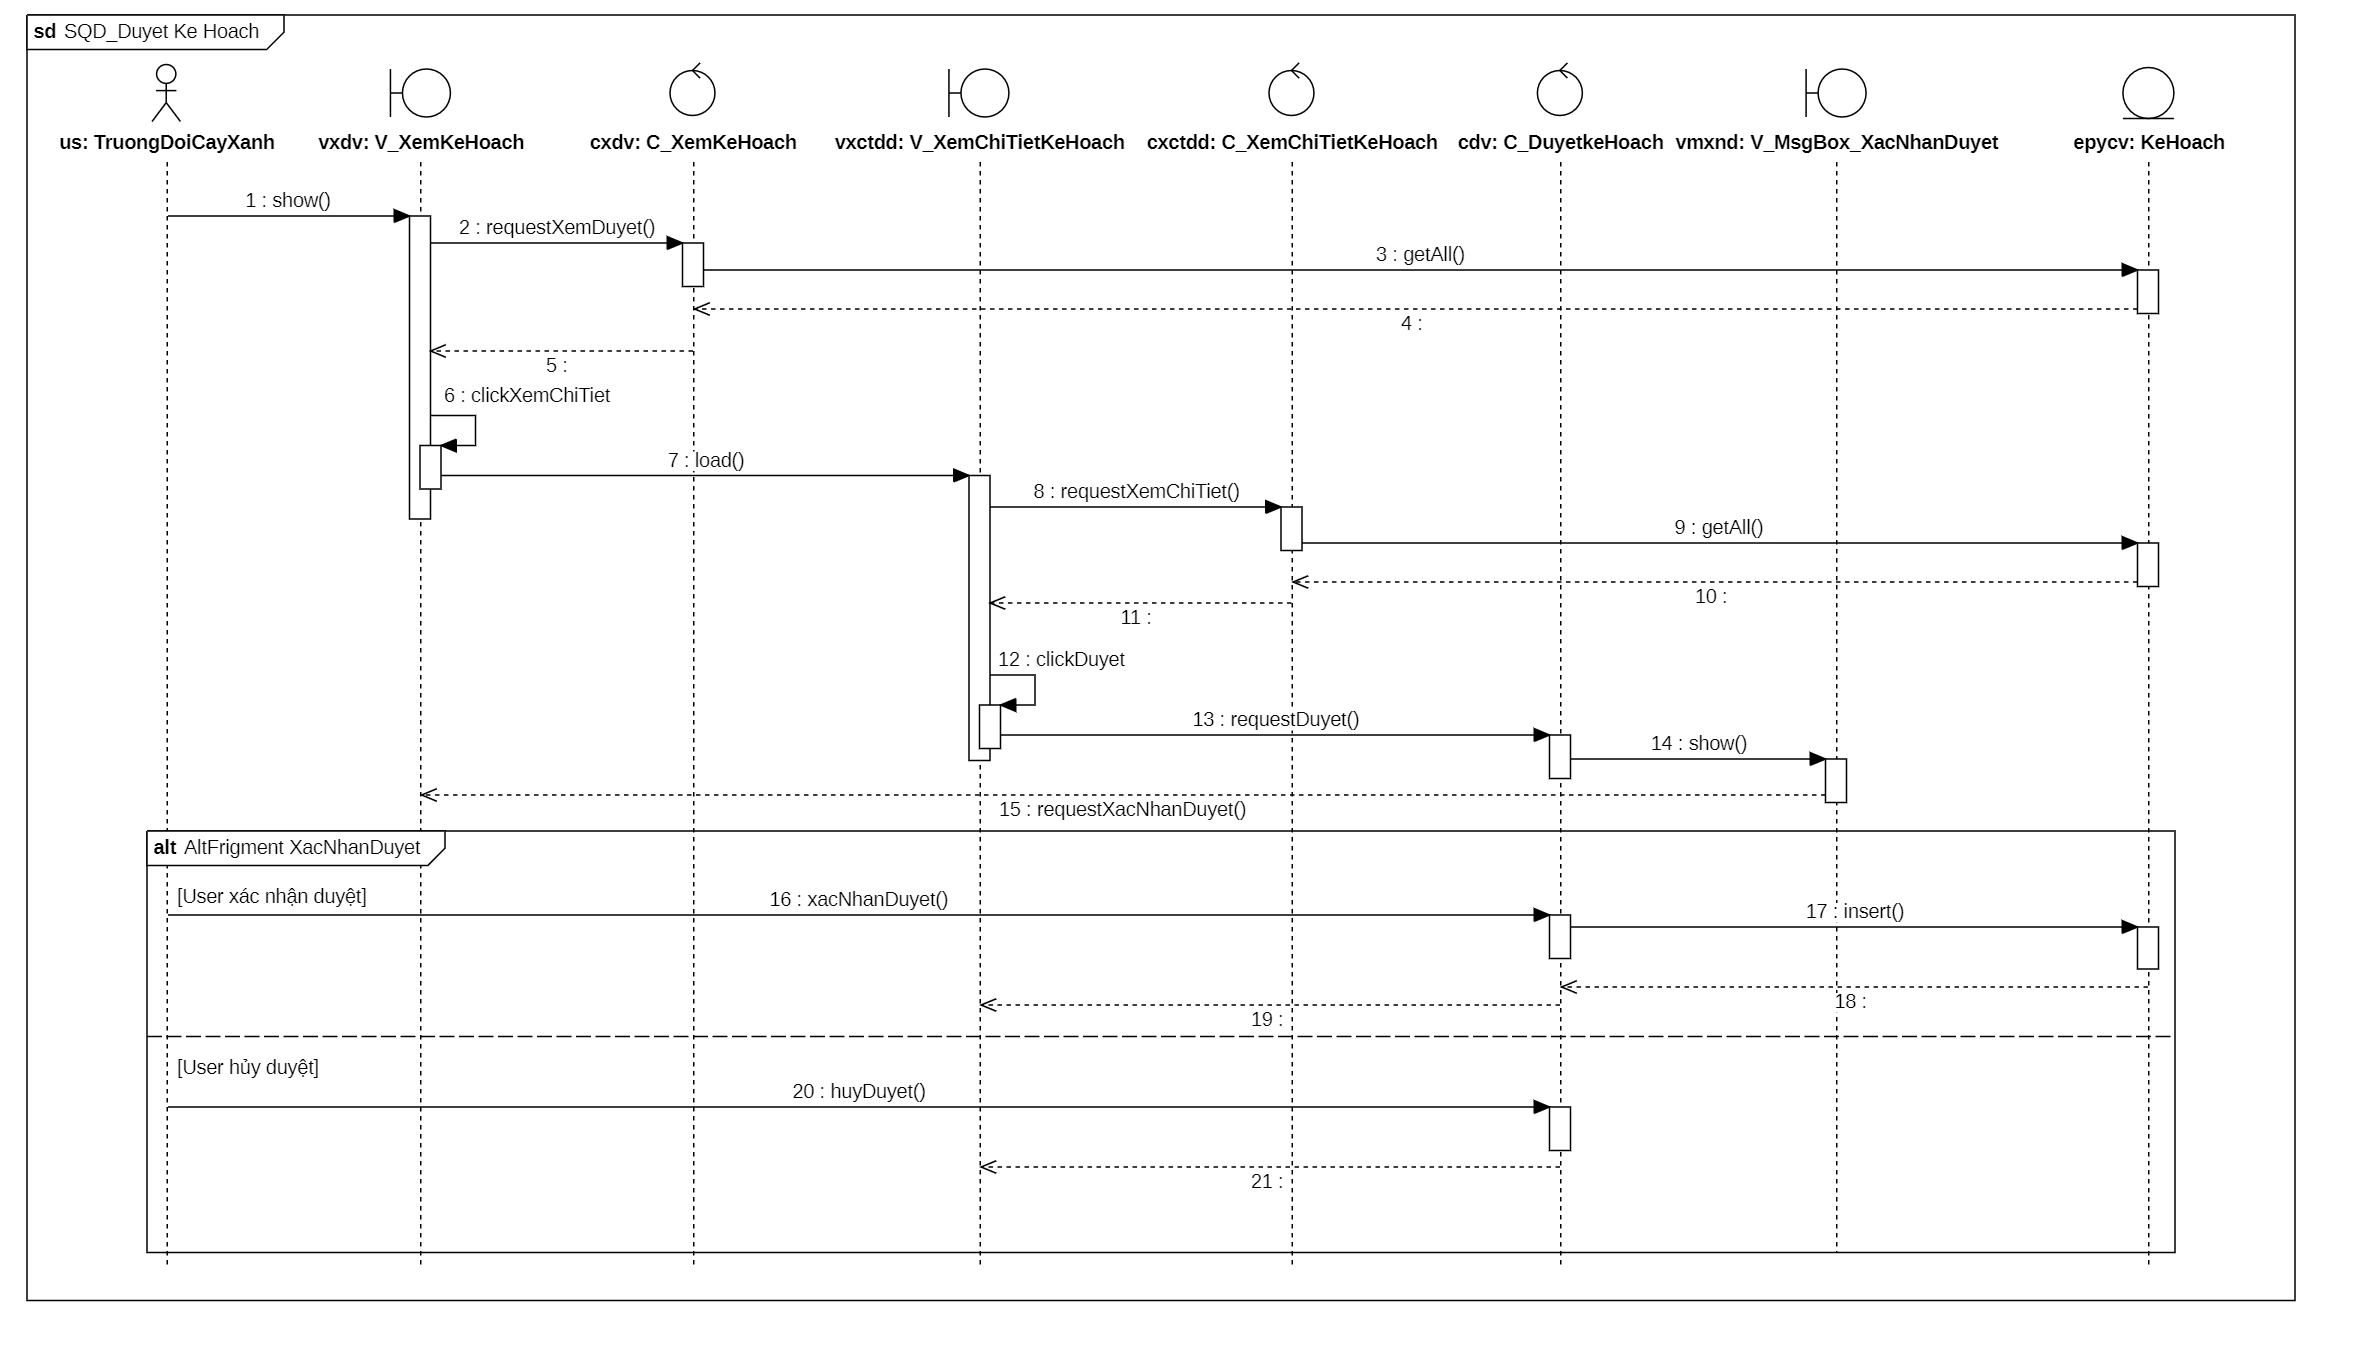 sd SQD_Duyet Ke Hoach
us: TruongDoiCayXanh
vxdv: V_XemKeHoach
cxdv: C_XemKeHoach
vxctdd: V_XemChiTietKeHoach
cxctdd: C_XemChiTietKeHoach
cdv: C_DuyetkeHoach
vmxnd: V_MsgBox_XacNhanDuyet
epycv: KeHoach
1 : show()
2 : requestXemDuyet()
3 : getAll()
4 :
5 :
6 : clickXemChiTiet
7 : load()
8 : requestXemChiTiet()
9 : getAll()
10 :
11 :
12 : clickDuyet
13 : requestDuyet()
14 : show()
15 : requestXacNhanDuyet()
alt AltFrigment XacNhanDuyet
[User xác nhận duyệt]
16 : xacNhanDuyet()
17 : insert()
18 :
19 :
[User hủy duyệt]
20 : huyDuyet()
21 :